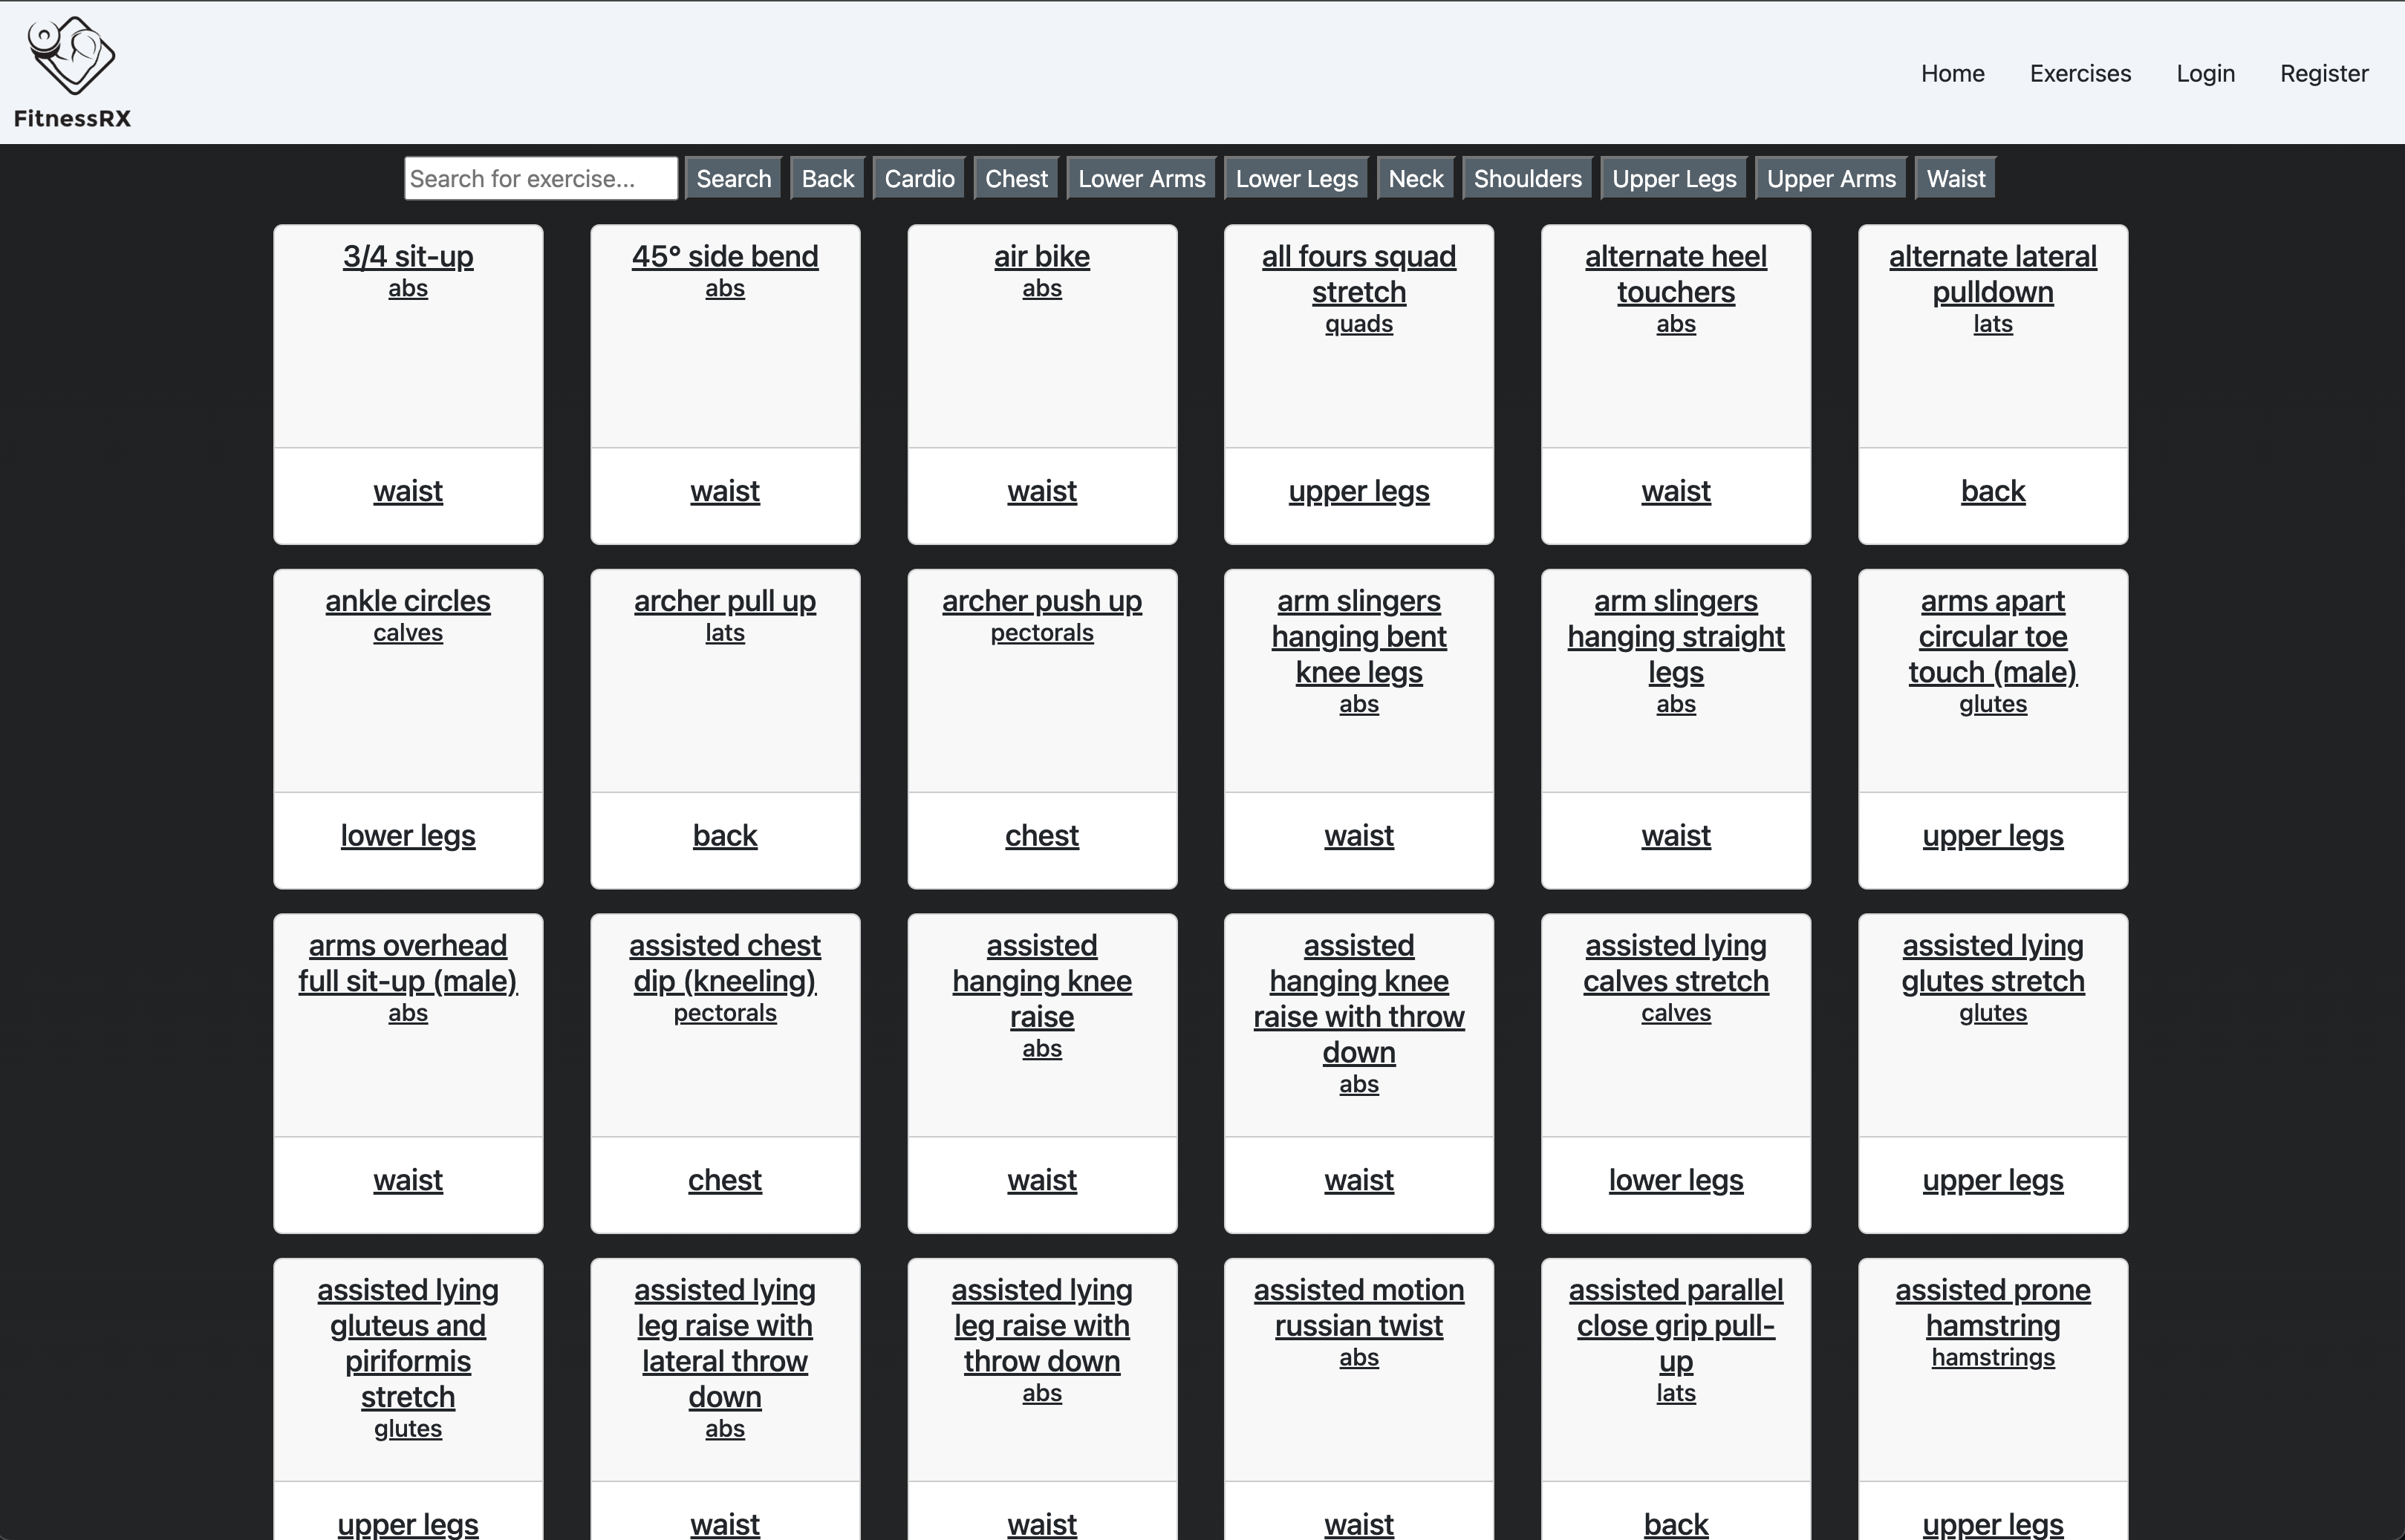 FitnessRX
Home Exercises Login Register
Search for exercise... Search Back Cardio Chest Lower Arms Lower Legs Neck Shoulders Upper Legs Upper Arms Waist
3/4 sit-up
abs
waist
45° side bend
abs
waist
air bike
abs
waist
all fours squad
stretch
quads
upper legs
alternate heel
touchers
abs
waist
alternate lateral
pulldown
lats
back
ankle circles
calves
lower legs
archer pull up
lats
back
archer push up
pectorals
chest
arm slingers
hanging bent
knee legs
abs
waist
arm slingers
hanging straight
legs
abs
waist
arms apart
circular toe
touch (male)
glutes
upper legs
arms overhead
full sit-up (male)
abs
waist
assisted chest
dip (kneeling)
pectorals
chest
assisted
hanging knee
raise
abs
waist
assisted
hanging knee
raise with throw
down
abs
waist
assisted lying
calves stretch
calves
lower legs
assisted lying
glutes stretch
glutes
upper legs
assisted lying
gluteus and
piriformis
stretch
glutes
upper legs
assisted lying
leg raise with
lateral throw
down
abs
waist
assisted lying
leg raise with
throw down
abs
waist
assisted motion
russian twist
abs
waist
assisted parallel
close grip pull-
up
lats
back
assisted prone
hamstring
hamstrings
upper legs